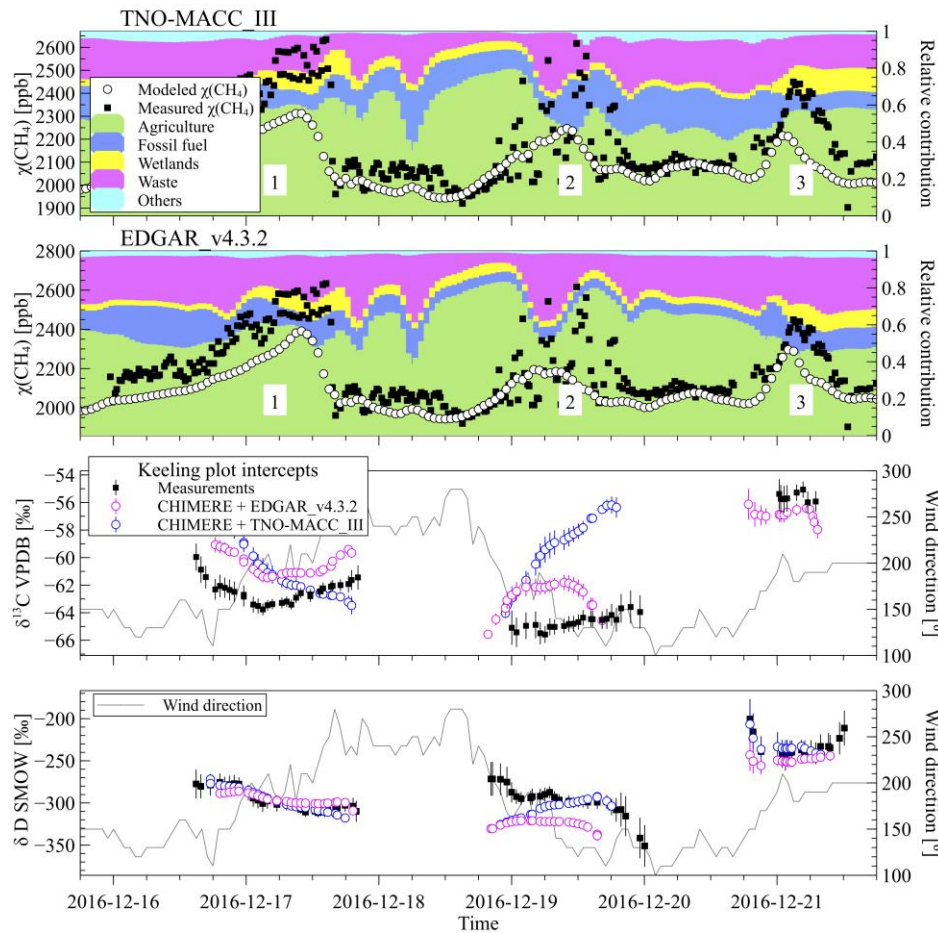 TNO-MACC_III
χ(CH₄) [ppb]
2600
2500
2400
2300
2200
2100
2000
1900
Modeled χ(CH₄)
Measured χ(CH₄)
Agriculture
Fossil fuel
Wetlands
Waste
Others
1
2
3
1
0.8
0.6
0.4
0.2
0
Relative contribution
EDGAR_v4.3.2
χ(CH₄) [ppb]
2800
2600
2400
2200
2000
1
2
3
1
0.8
0.6
0.4
0.2
0
Relative contribution
δ¹³C VPDB [‰]
−54
−56
−58
−60
−62
−64
−66
Keeling plot intercepts
Measurements
CHIMERE + EDGAR_v4.3.2
CHIMERE + TNO-MACC_III
300
250
200
150
100
Wind direction [°]
δ D SMOW [‰]
−200
−250
−300
−350
Wind direction
300
250
200
150
100
Wind direction [°]
2016-12-16 2016-12-17 2016-12-18 2016-12-19 2016-12-20 2016-12-21
Time